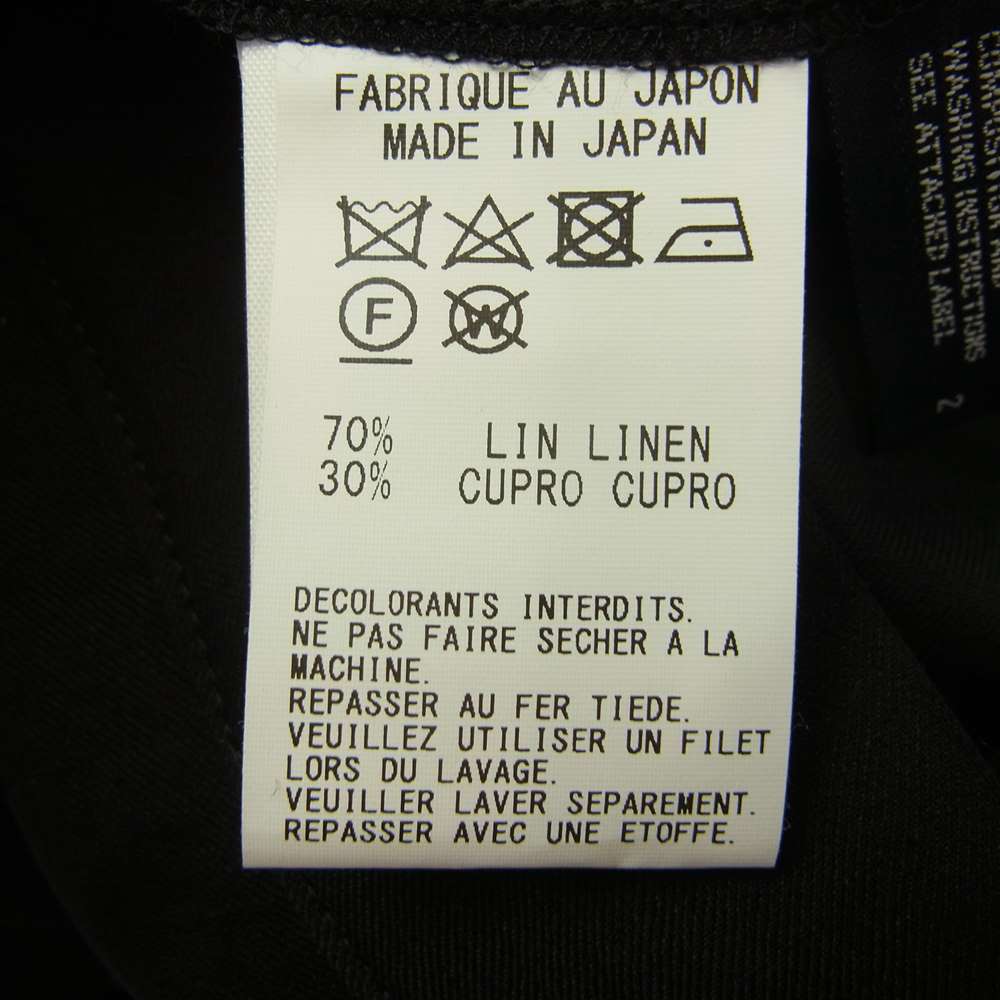 FABRIQUE AU JAPON
MADE IN JAPAN
F
W
70% LIN LINEN
30% CUPRO CUPRO
DECOLORANTS INTERDITS.
NE PAS FAIRE SECHER A LA
MACHINE.
REPASSER AU FER TIEDE.
VEUILLEZ UTILISER UN FILET
LORS DU LAVAGE.
VEUILLER LAVER SEPAREMENT.
REPASSER AVEC UNE ETOFFE.
WASHING INSTRUCTIONS
SEE ATTACHED LABEL
2